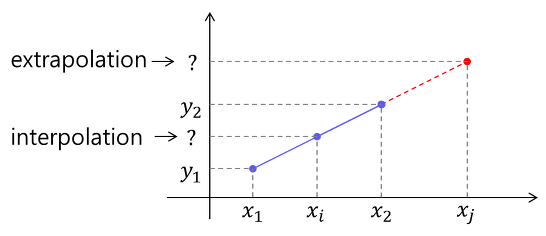 extrapolation → ?
y₂
interpolation → ?
y₁
x₁ xᵢ x₂ xⱼ